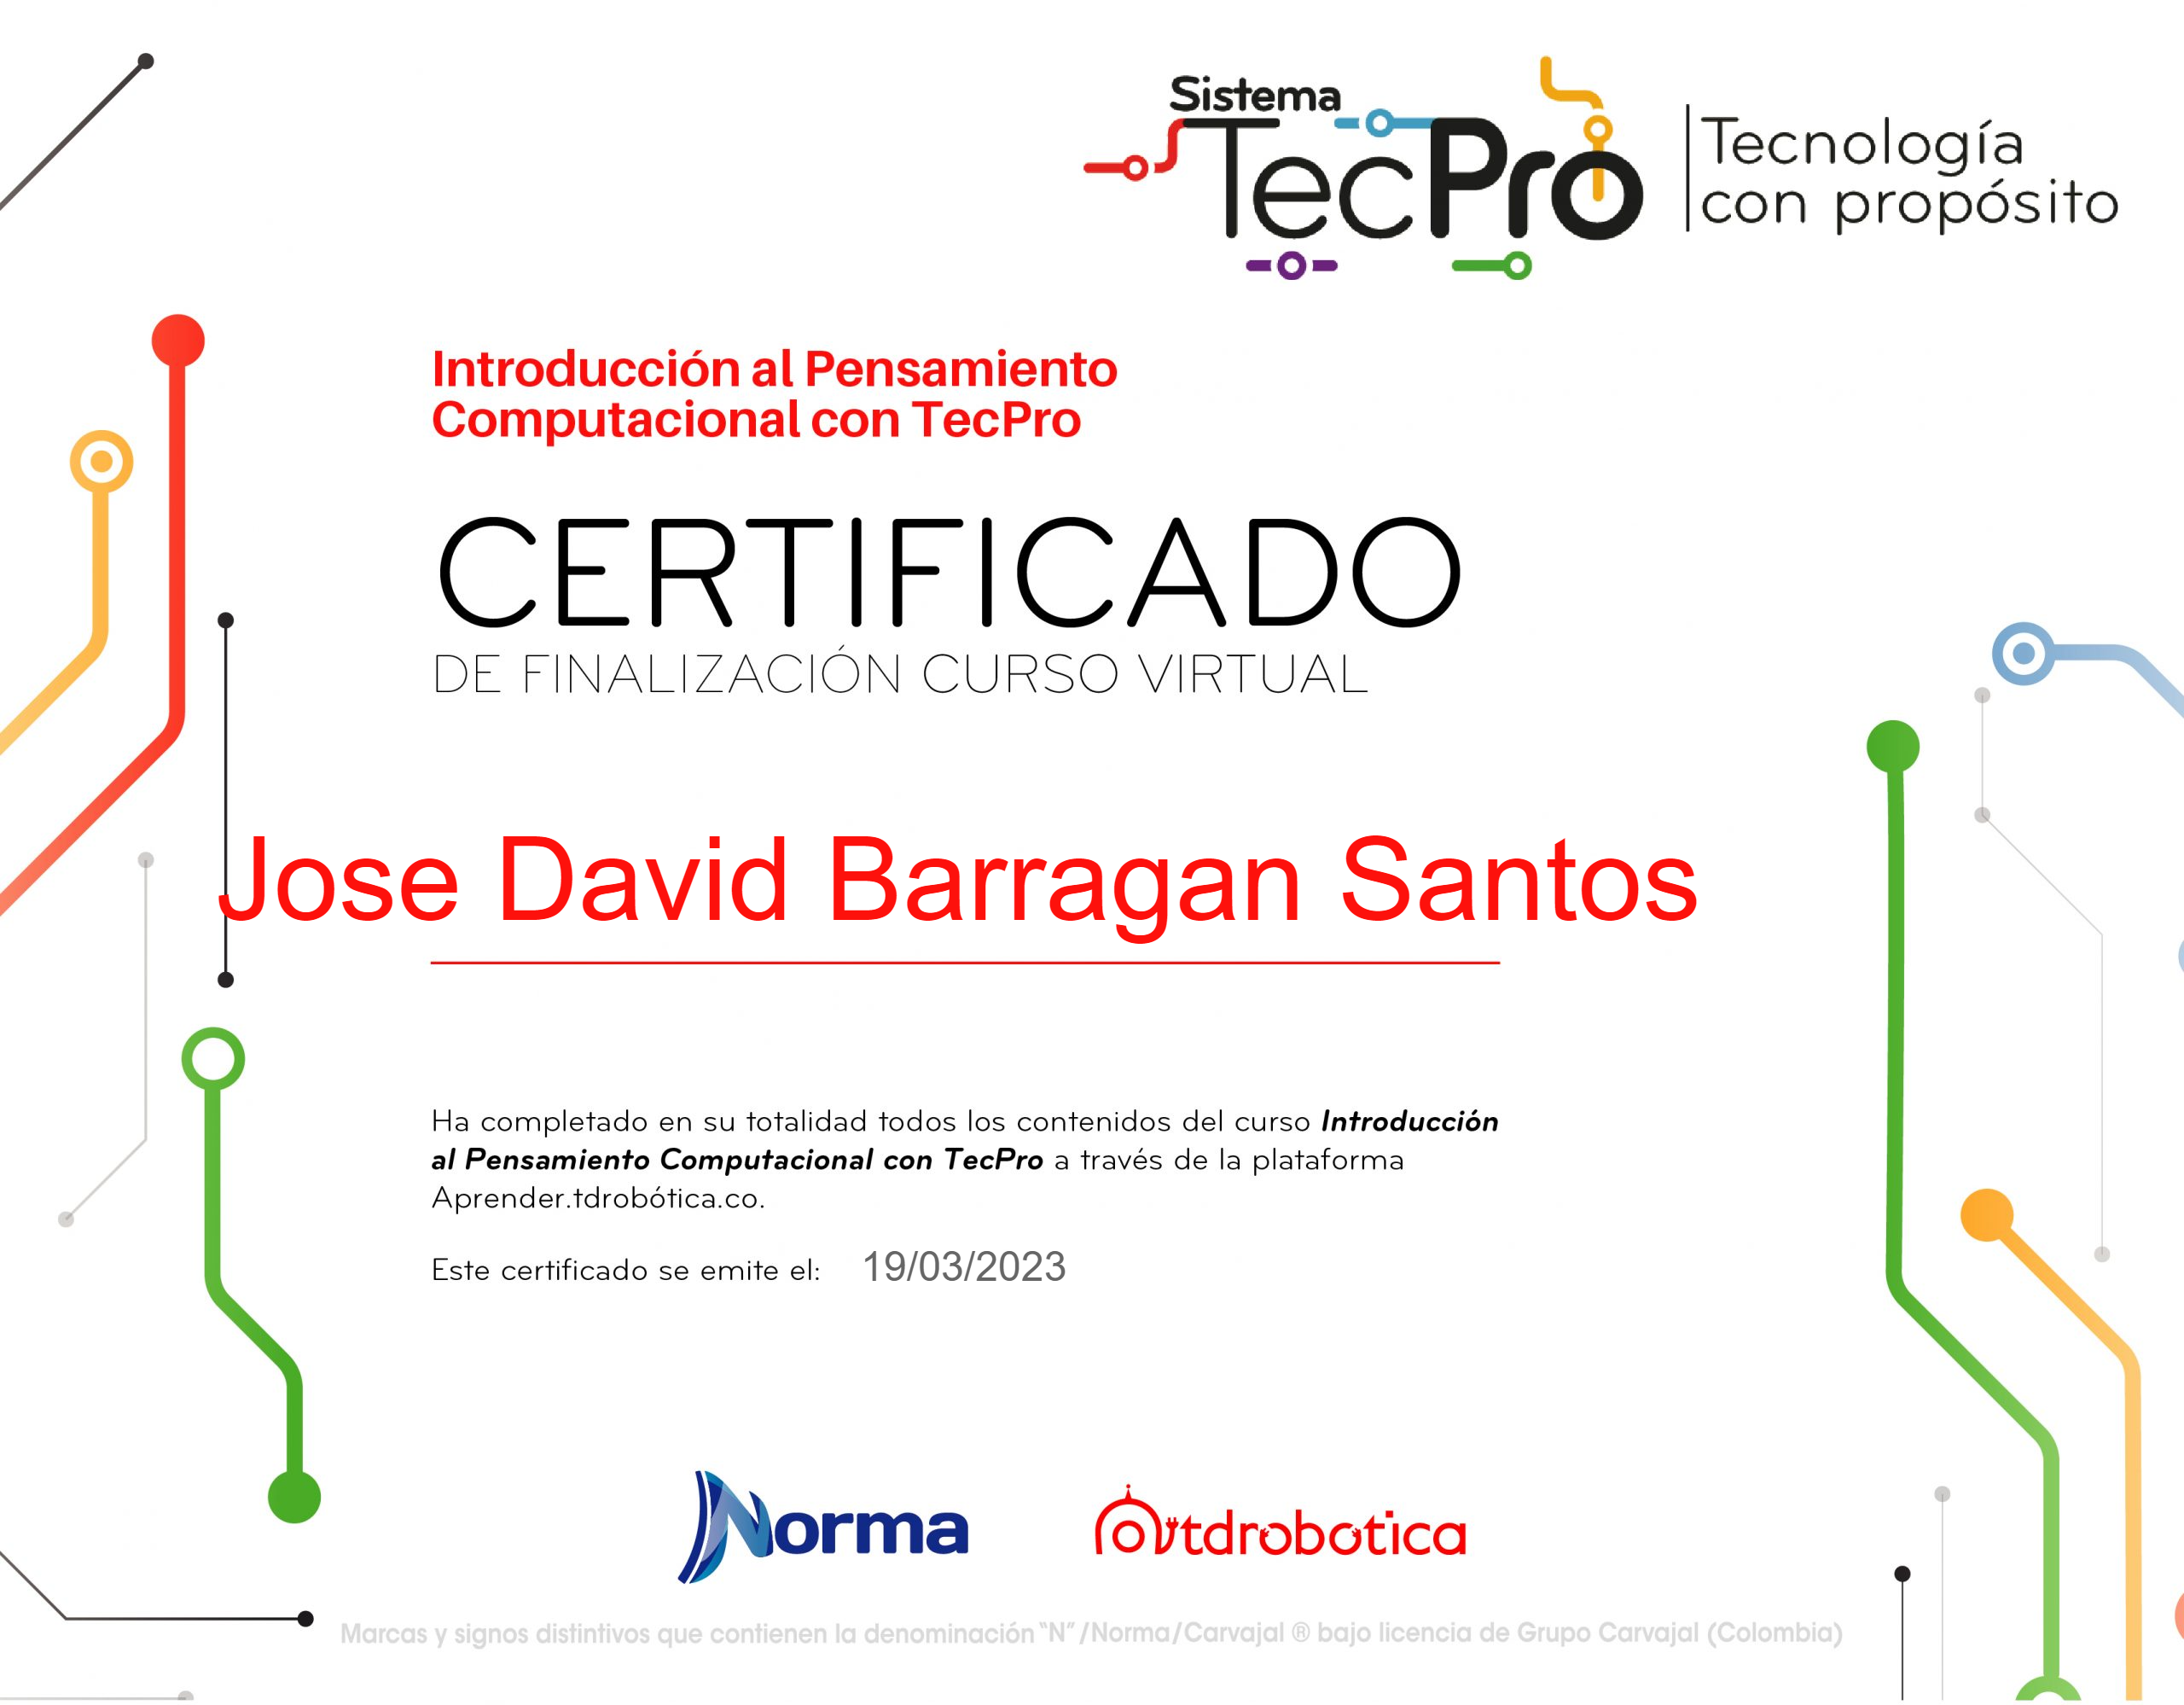 Sistema
TecPro
Tecnología
con propósito
Introducción al Pensamiento
Computacional con TecPro
CERTIFICADO
DE FINALIZACIÓN CURSO VIRTUAL
Jose David Barragan Santos
Ha completado en su totalidad todos los contenidos del curso Introducción
al Pensamiento Computacional con TecPro a través de la plataforma
Aprender.tdrobótica.co.
Este certificado se emite el: 19/03/2023
Norma
tdrobotica
Marcas y signos distintivos que contienen la denominación “N”/Norma/Carvajal ® bajo licencia de Grupo Carvajal (Colombia)